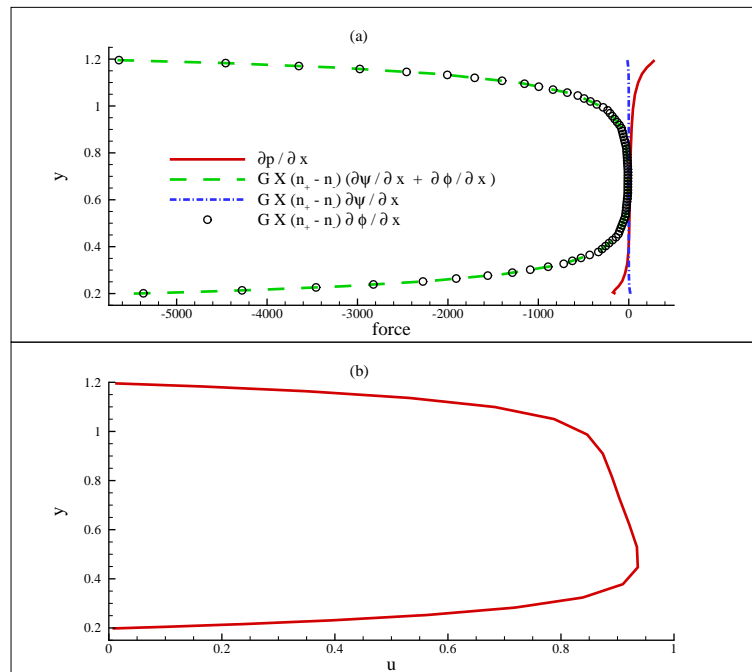 (a)
1.2
1
0.8
0.6
0.4
0.2
y
∂p / ∂ x
G X (n+ - n-) (∂ψ / ∂ x + ∂ ϕ / ∂ x )
G X (n+ - n-) ∂ψ / ∂ x
G X (n+ - n-) ∂ ϕ / ∂ x
-5000 -4000 -3000 -2000 -1000 0
force
(b)
1.2
1
0.8
0.6
0.4
0.2
y
0 0.2 0.4 0.6 0.8 1
u